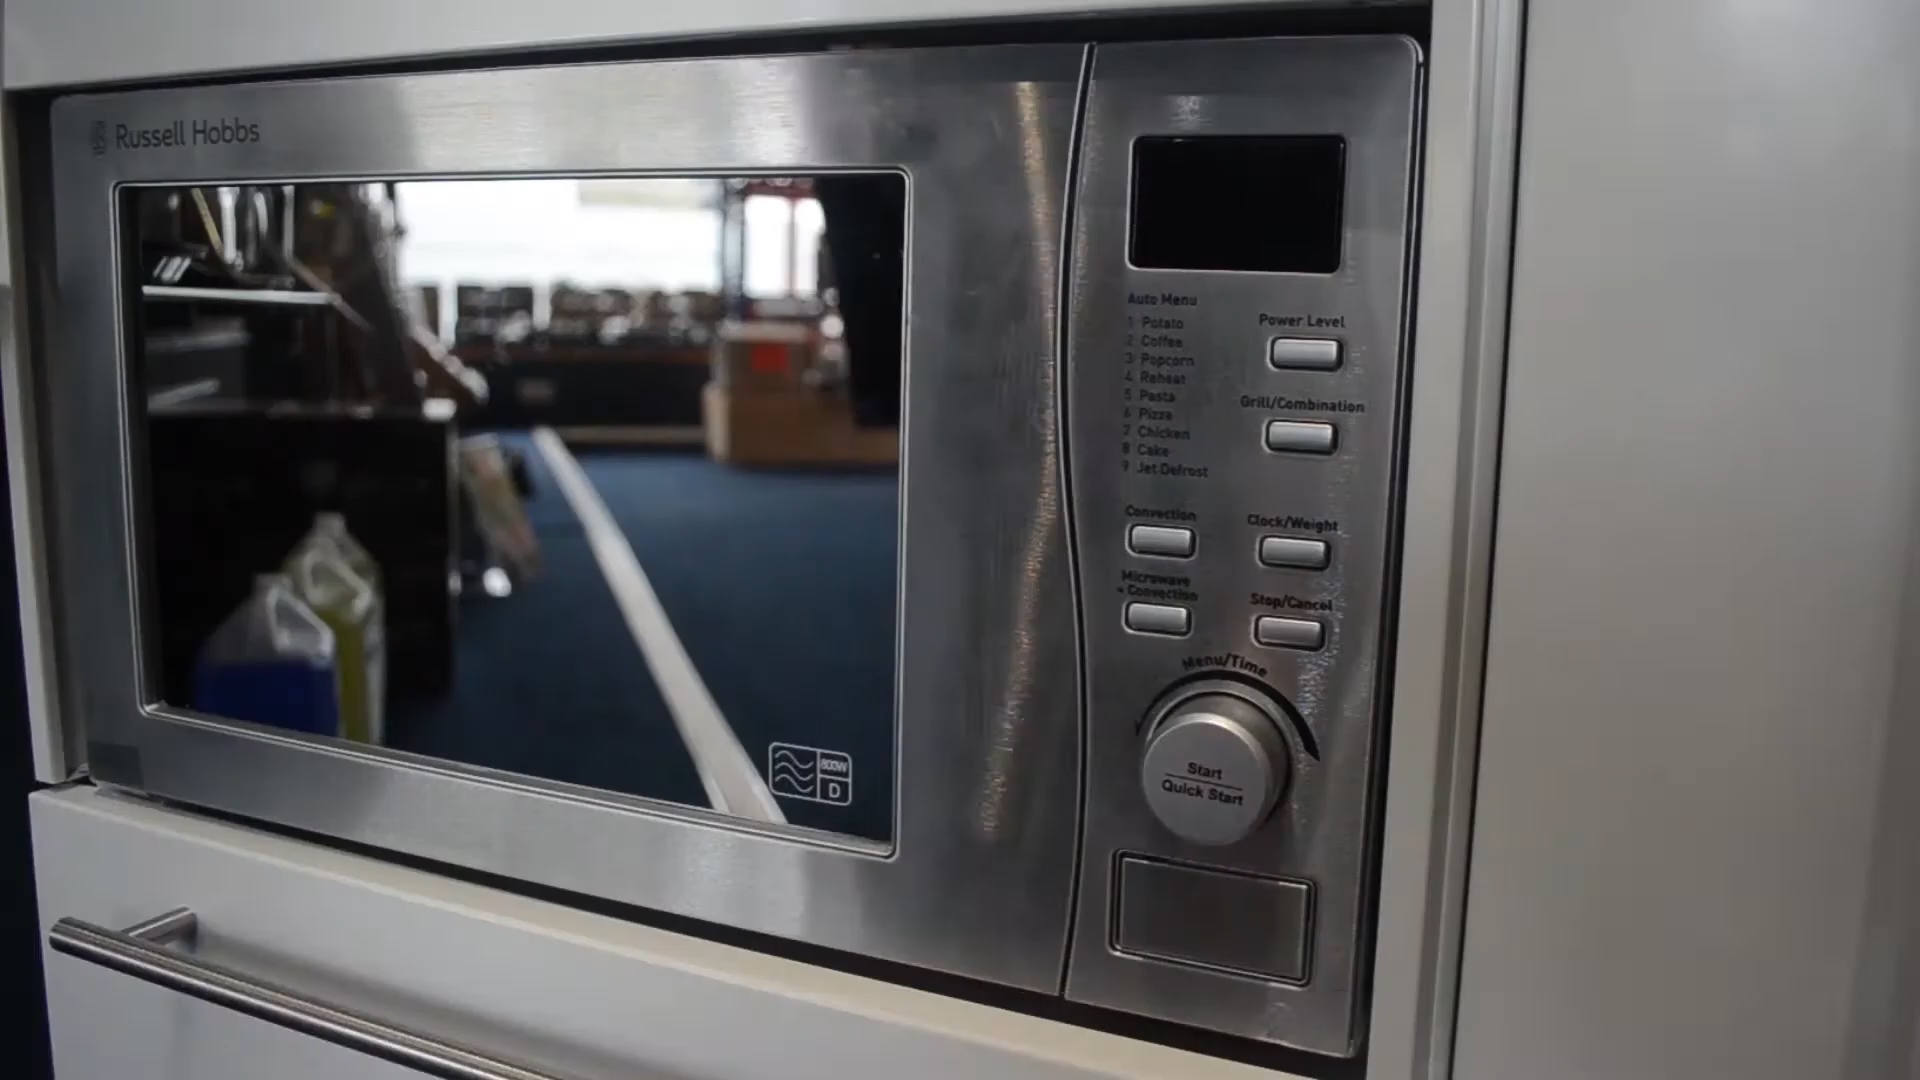 Russell Hobbs
Auto Menu
1 Potato
2 Coffee
3 Popcorn
4 Reheat
5 Pasta
6 Pizza
7 Chicken
8 Cake
9 Jet Defrost
Power Level
Grill/Combination
Convection
Clock/Weight
Microwave
+ Convection
Stop/Cancel
Menu/Time
Start
Quick Start
800W
D